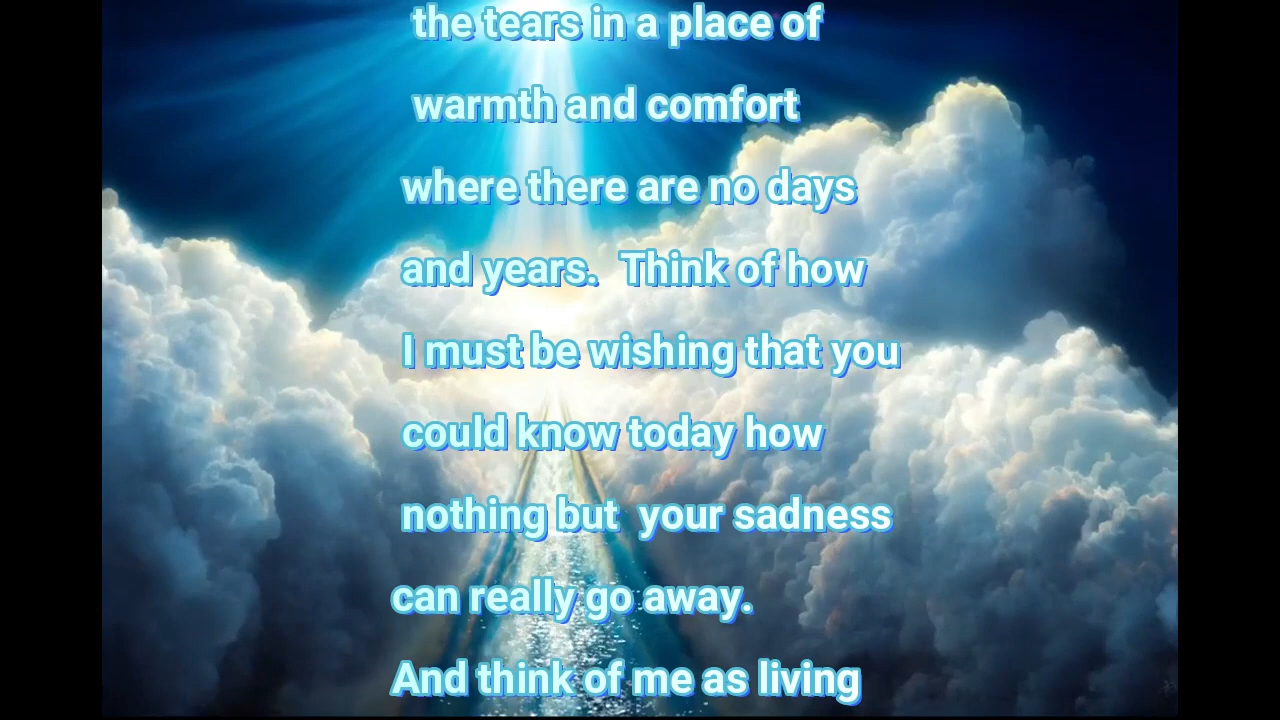 the tears in a place of
warmth and comfort
where there are no days
and years.  Think of how
I must be wishing that you
could know today how
nothing but  your sadness
can really go away.
And think of me as living